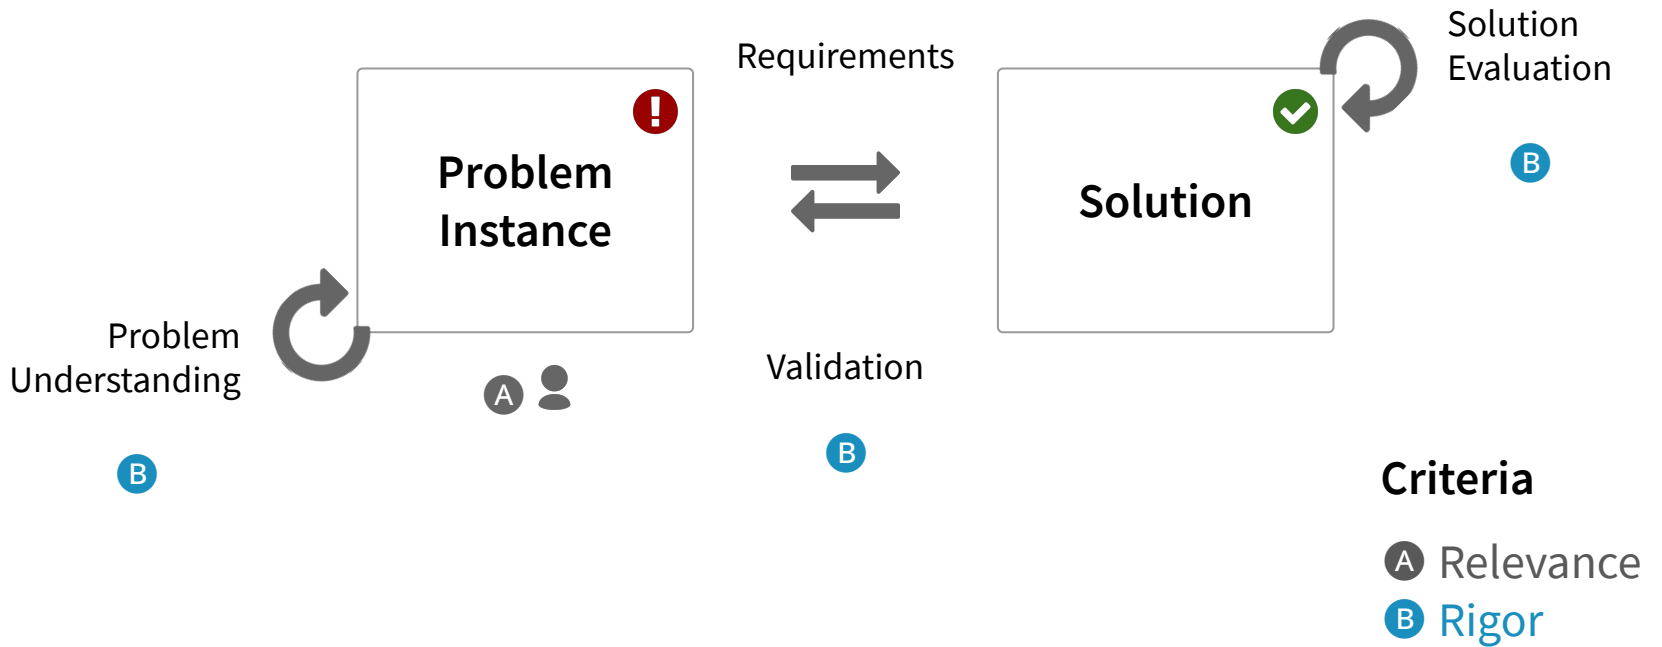 Solution
Evaluation
Requirements
Problem
Instance
Solution
B
Problem
Understanding
Validation
A
B
B
Criteria
A Relevance
B Rigor